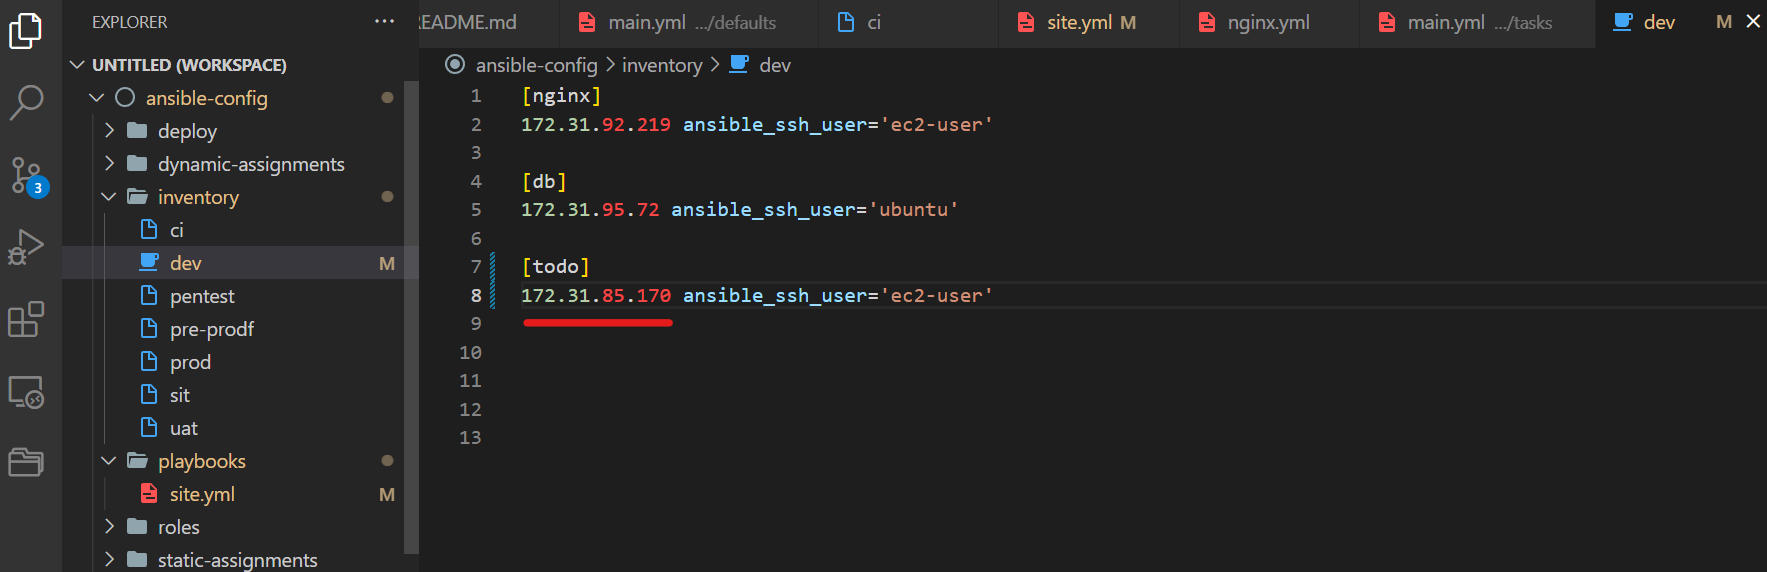 EXPLORER
UNTITLED (WORKSPACE)
ansible-config
deploy
dynamic-assignments
inventory
ci
dev M
pentest
pre-prodf
prod
sit
uat
playbooks
site.yml M
roles
static-assignments
3
README.md
main.yml .../defaults
ci
site.yml M
nginx.yml
main.yml .../tasks
dev M
ansible-config > inventory > dev
1 [nginx]
2 172.31.92.219 ansible_ssh_user='ec2-user'
3
4 [db]
5 172.31.95.72 ansible_ssh_user='ubuntu'
6
7 [todo]
8 172.31.85.170 ansible_ssh_user='ec2-user'
9
10
11
12
13